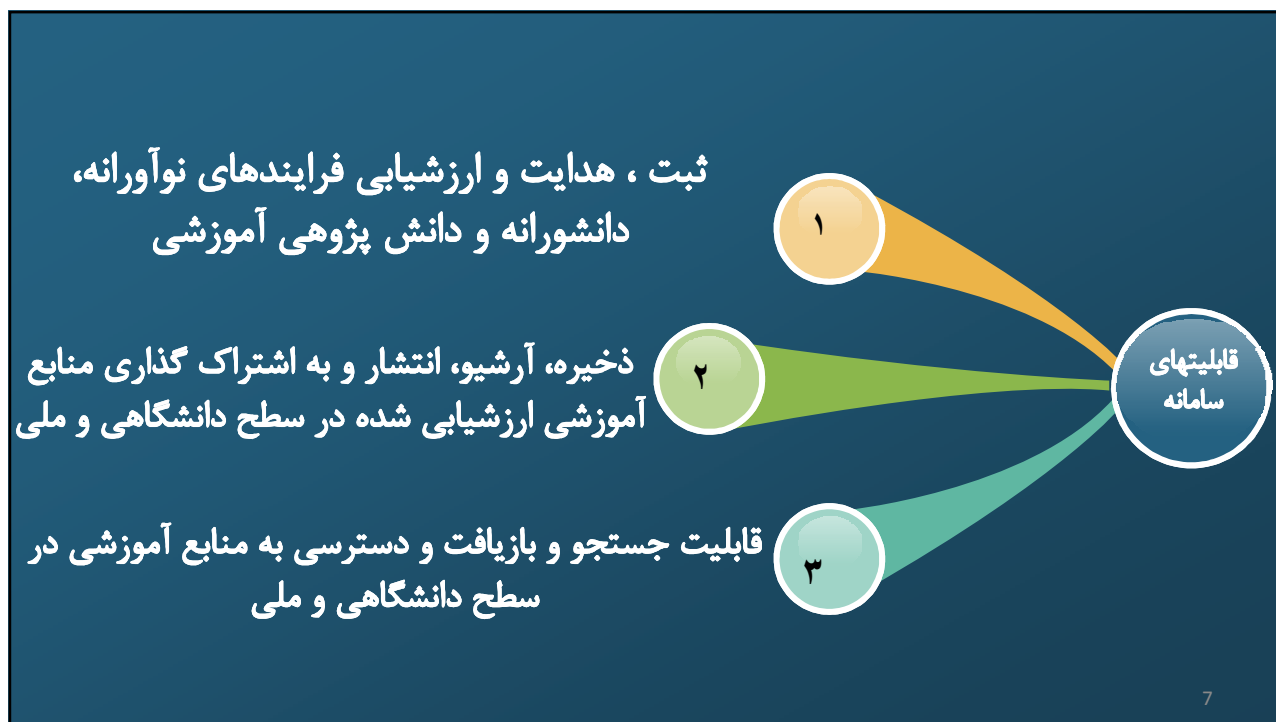 قابلیتهای
سامانه
۱
ثبت ، هدایت و ارزشیابی فرایندهای نوآورانه،
دانشورانه و دانش پژوهی آموزشی
۲
ذخیره، آرشیو، انتشار و به اشتراک گذاری منابع
آموزشی ارزشیابی شده در سطح دانشگاهی و ملی
۳
قابلیت جستجو و بازیافت و دسترسی به منابع آموزشی در
سطح دانشگاهی و ملی
7